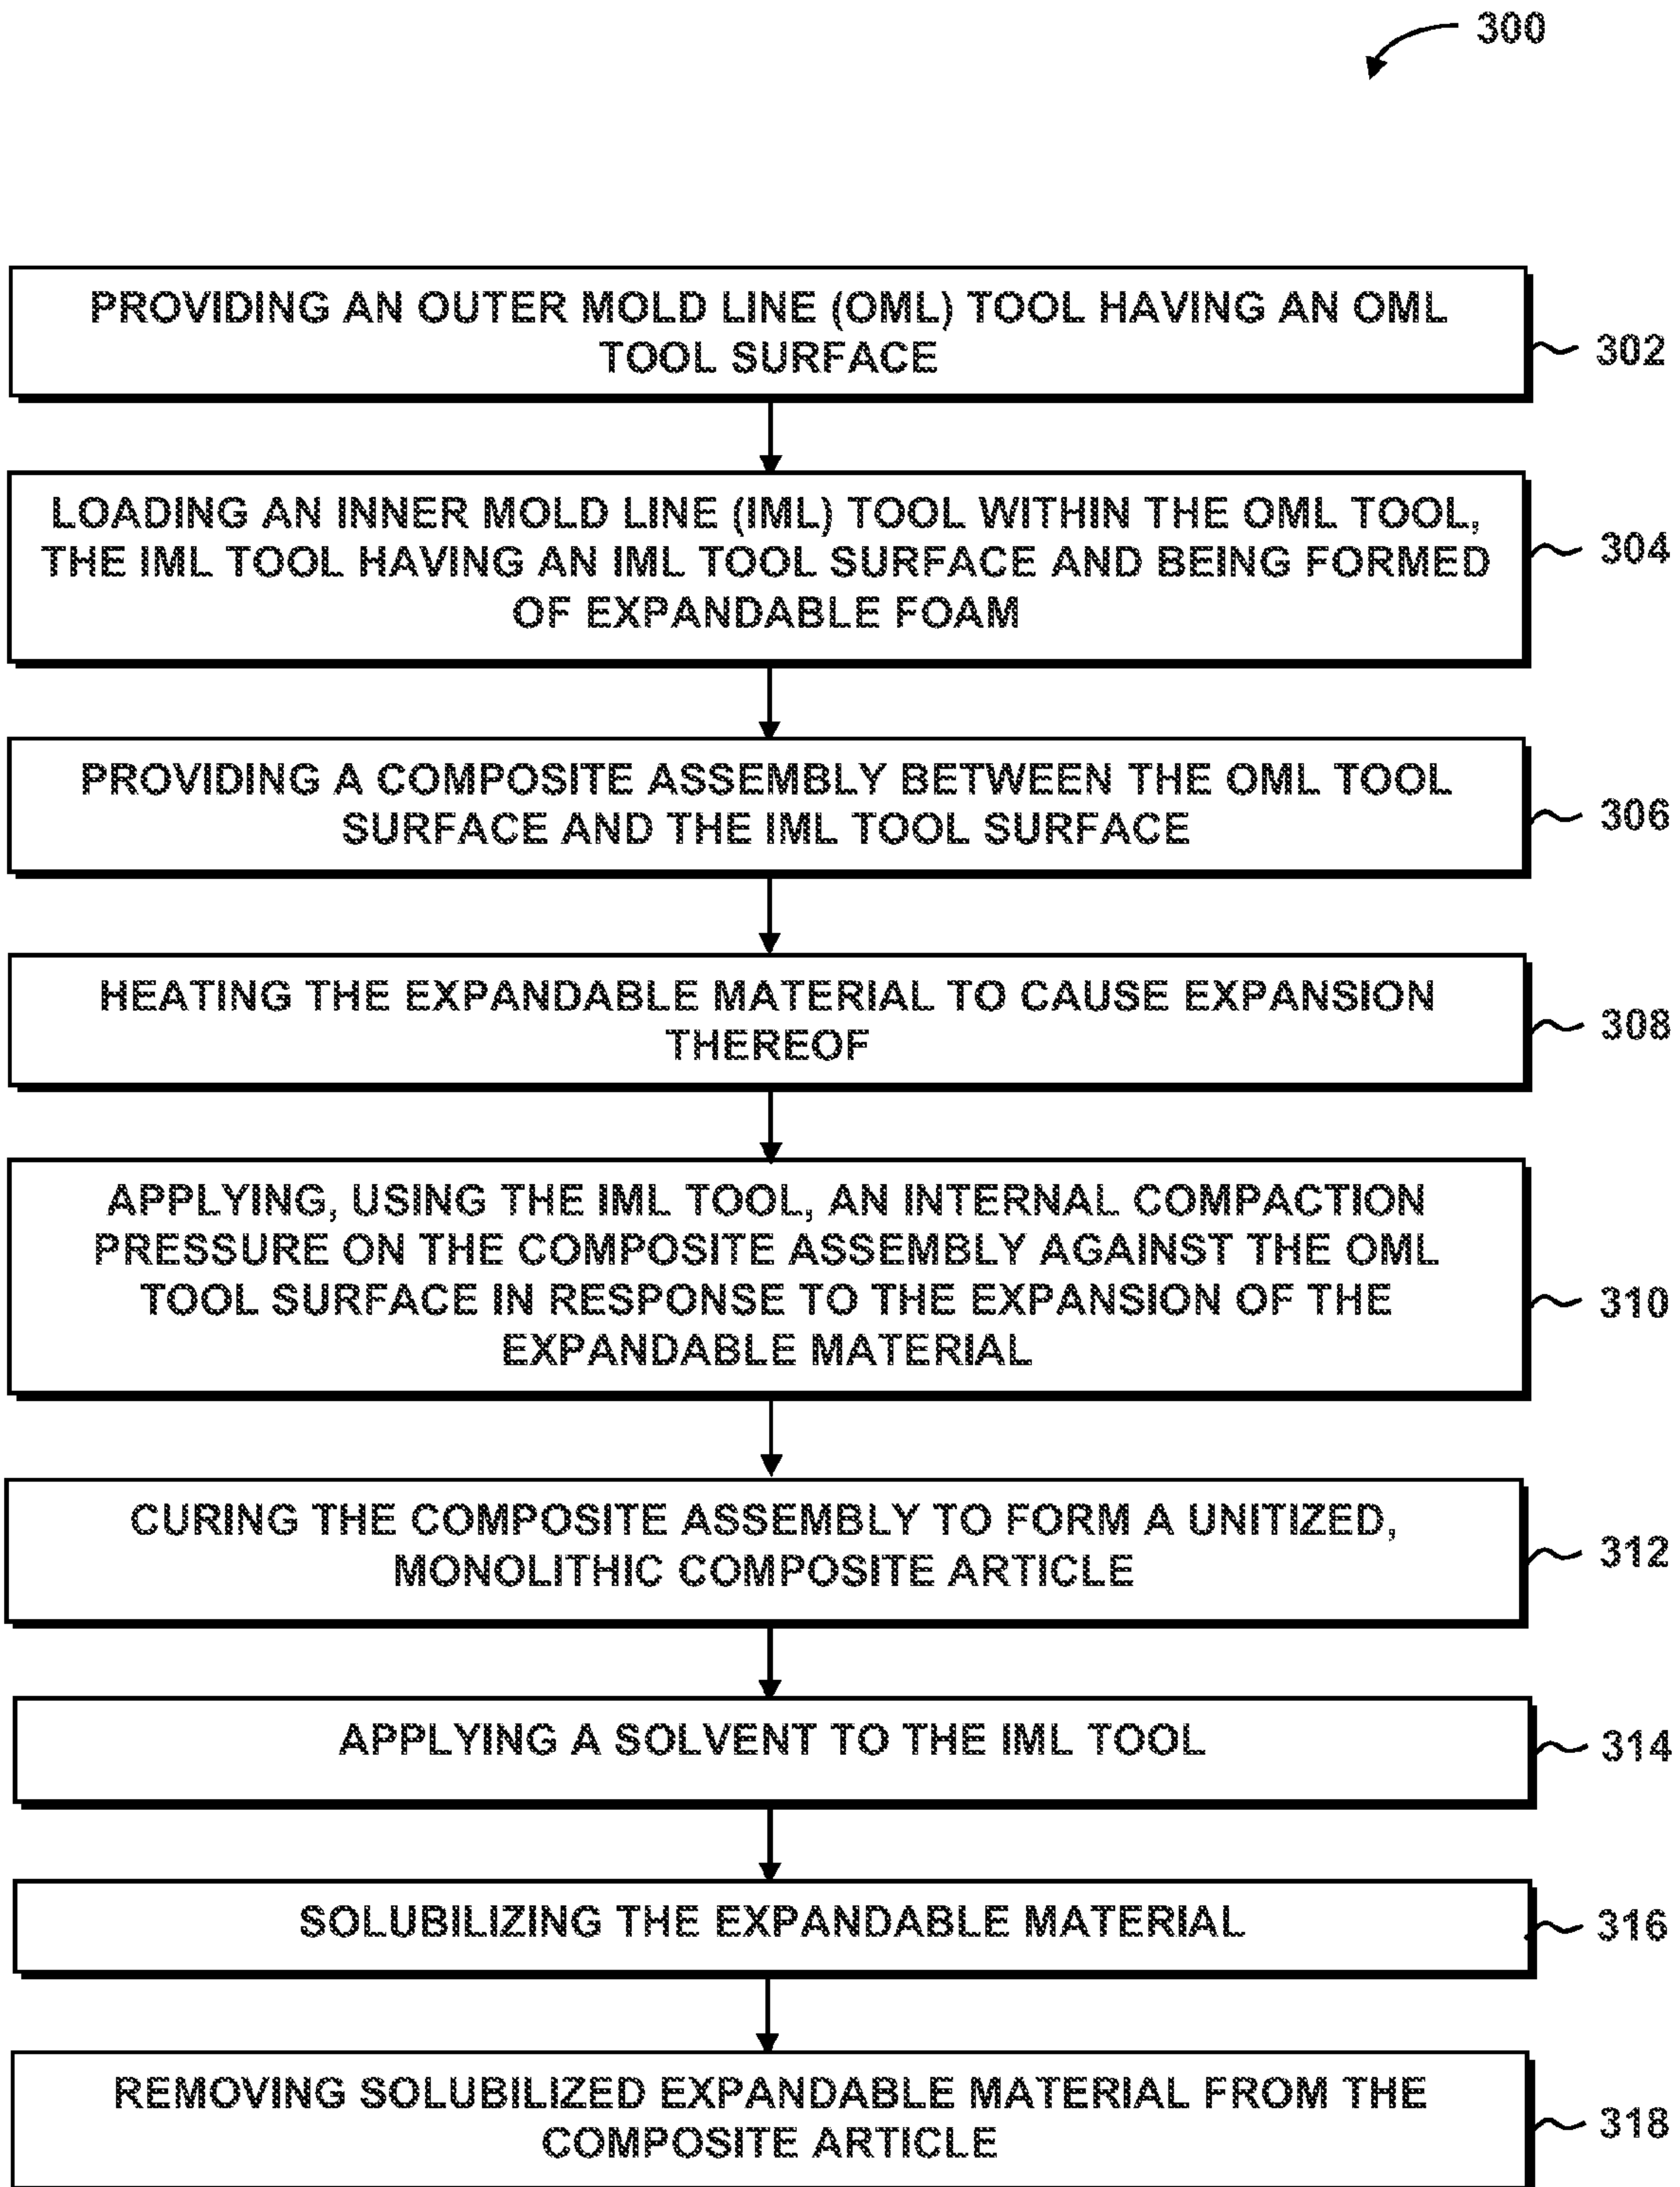 300
PROVIDING AN OUTER MOLD LINE (OML) TOOL HAVING AN OML
TOOL SURFACE
302
LOADING AN INNER MOLD LINE (IML) TOOL WITHIN THE OML TOOL,
THE IML TOOL HAVING AN IML TOOL SURFACE AND BEING FORMED
OF EXPANDABLE FOAM
304
PROVIDING A COMPOSITE ASSEMBLY BETWEEN THE OML TOOL
SURFACE AND THE IML TOOL SURFACE
306
HEATING THE EXPANDABLE MATERIAL TO CAUSE EXPANSION
THEREOF
308
APPLYING, USING THE IML TOOL, AN INTERNAL COMPACTION
PRESSURE ON THE COMPOSITE ASSEMBLY AGAINST THE OML
TOOL SURFACE IN RESPONSE TO THE EXPANSION OF THE
EXPANDABLE MATERIAL
310
CURING THE COMPOSITE ASSEMBLY TO FORM A UNITIZED,
MONOLITHIC COMPOSITE ARTICLE
312
APPLYING A SOLVENT TO THE IML TOOL
314
SOLUBILIZING THE EXPANDABLE MATERIAL
316
REMOVING SOLUBILIZED EXPANDABLE MATERIAL FROM THE
COMPOSITE ARTICLE
318